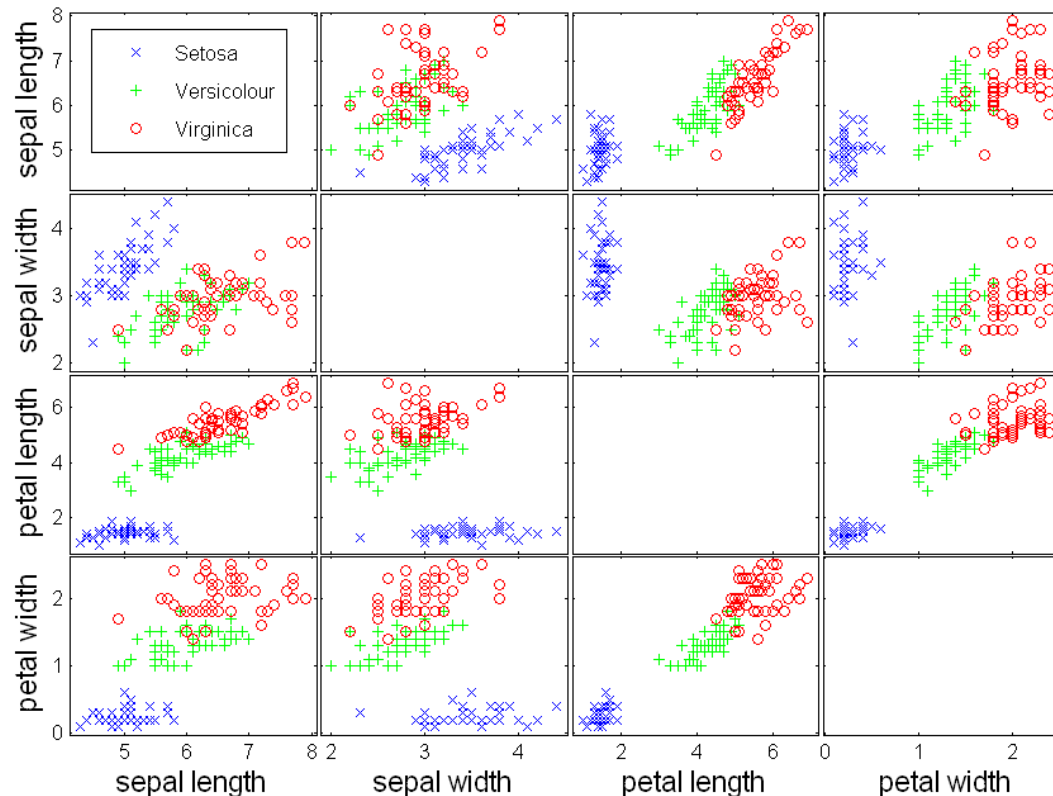 sepal length
8
7
6
5
Setosa
Versicolour
Virginica
sepal width
4
3
2
petal length
6
4
2
petal width
2
1
0
5 6 7 8
2 3 4
2 4 6
0 1 2
sepal length
sepal width
petal length
petal width